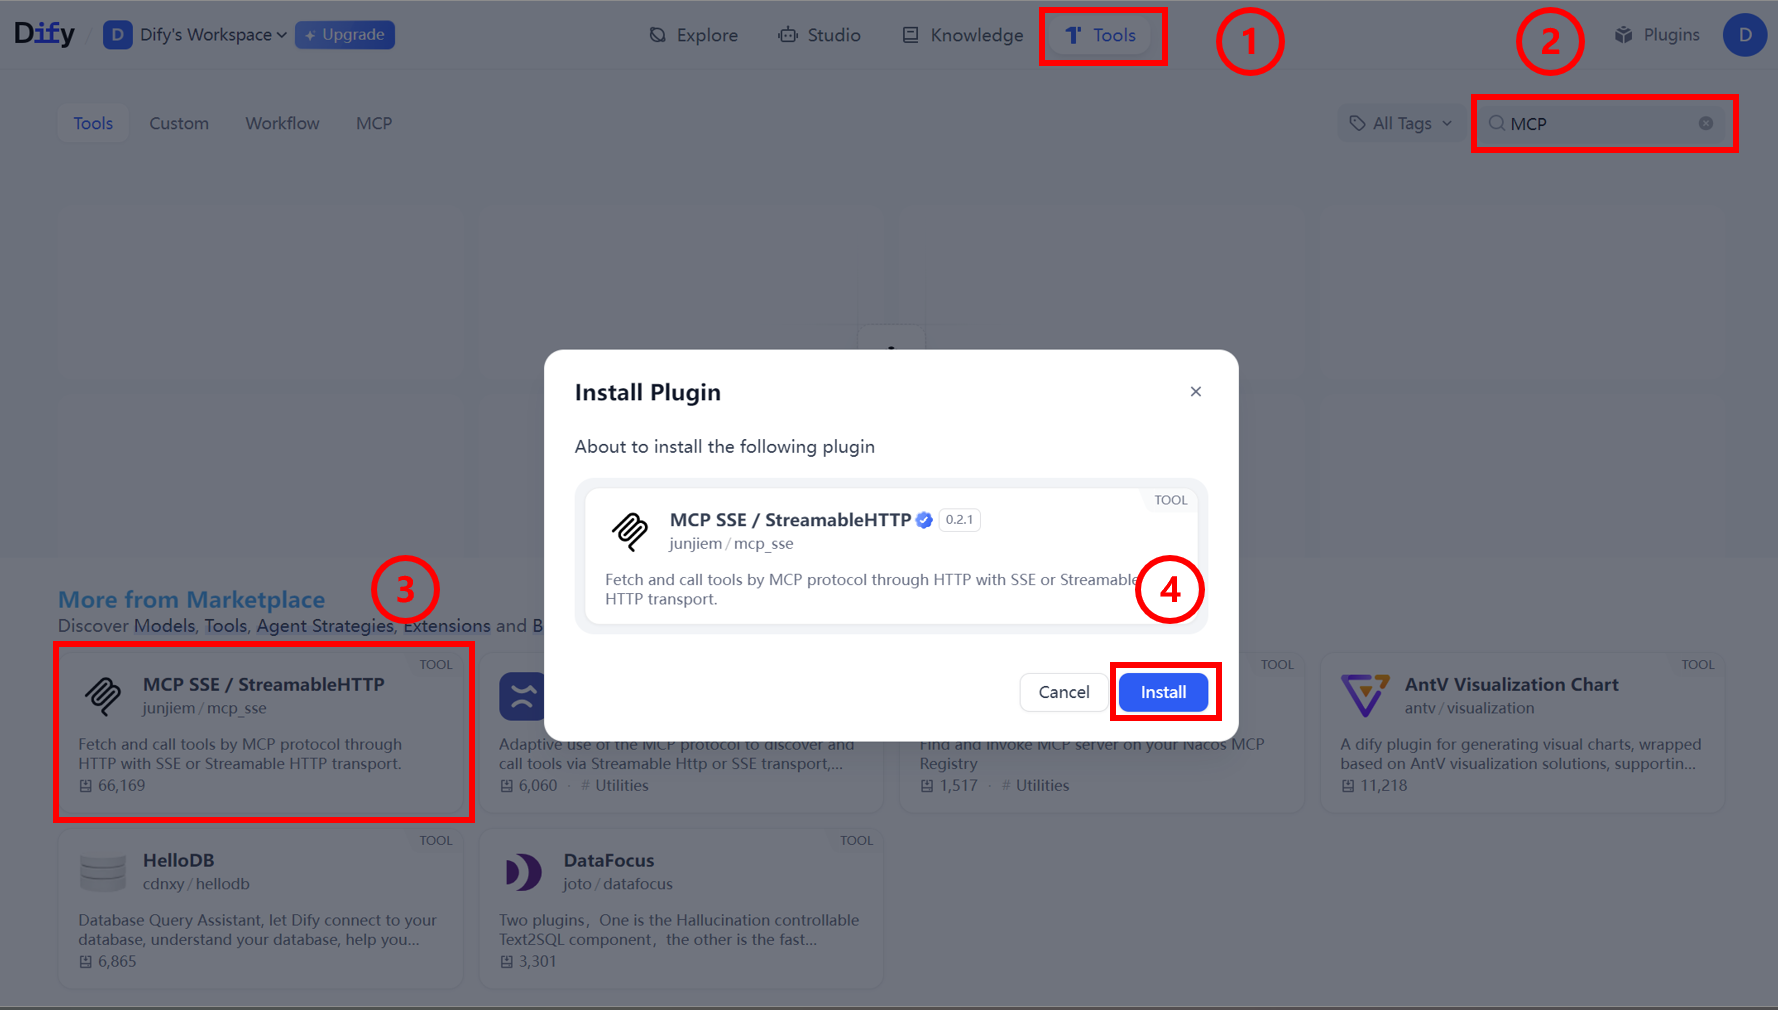 Dify / D Dify's Workspace Upgrade Explore Studio Knowledge Tools 1 2 Plugins D
Tools Custom Workflow MCP All Tags MCP
Install Plugin
About to install the following plugin
TOOL
MCP SSE / StreamableHTTP 0.2.1
junjiem / mcp_sse
Fetch and call tools by MCP protocol through HTTP with SSE or Streamable
HTTP transport.
4
Cancel Install
More from Marketplace 3
Discover Models, Tools, Agent Strategies, Extensions and B
TOOL
MCP SSE / StreamableHTTP
junjiem / mcp_sse
Fetch and call tools by MCP protocol through
HTTP with SSE or Streamable HTTP transport.
66,169
Adaptive use of the MCP protocol to discover and
call tools via Streamable Http or SSE transport,...
6,060 · # Utilities
TOOL
Find and invoke MCP server on your Nacos MCP
Registry
1,517 · # Utilities
TOOL
AntV Visualization Chart
antv / visualization
A dify plugin for generating visual charts, wrapped
based on AntV visualization solutions, supportin...
11,218
TOOL
HelloDB
cdnxy / hellodb
Database Query Assistant, let Dify connect to your
database, understand your database, help you...
6,865
TOOL
DataFocus
joto / datafocus
Two plugins，One is the Hallucination controllable
Text2SQL component，the other is the fast...
3,301